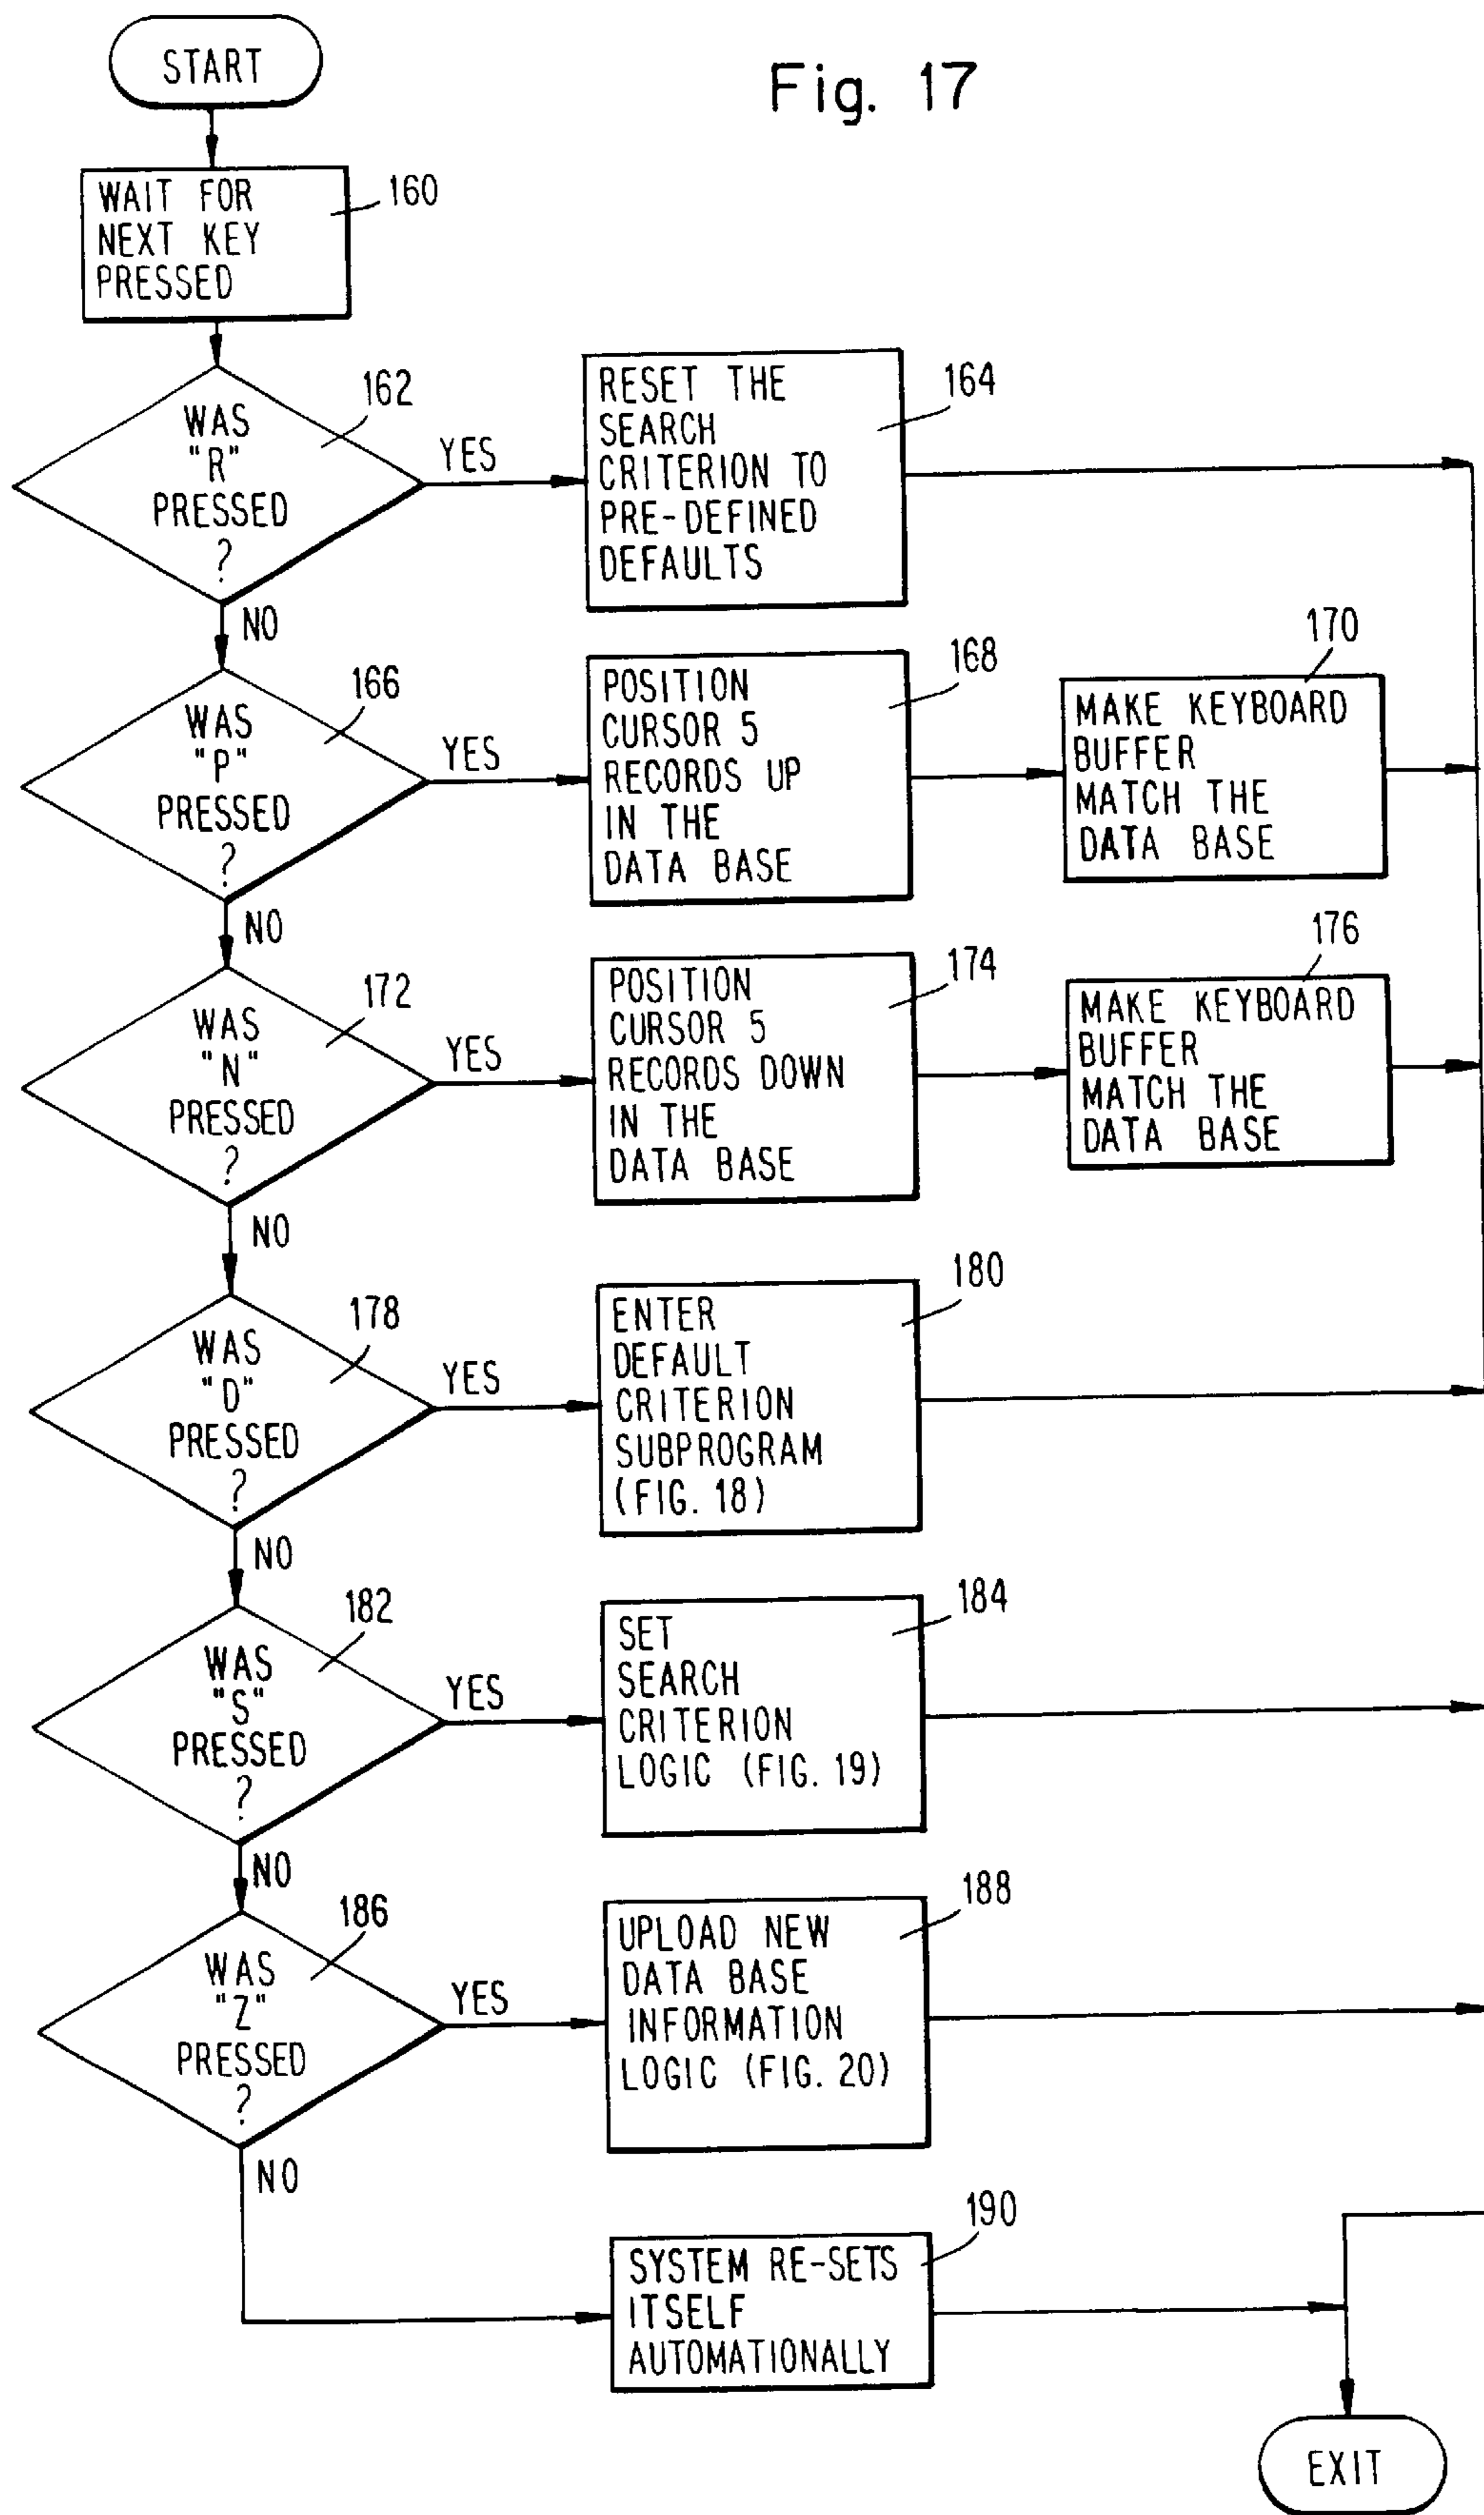 START
Fig. 17
WAIT FOR
NEXT KEY
PRESSED
160
WAS
"R"
PRESSED
?
162
YES
NO
RESET THE
SEARCH
CRITERION TO
PRE-DEFINED
DEFAULTS
164
WAS
"P"
PRESSED
?
166
YES
NO
POSITION
CURSOR 5
RECORDS UP
IN THE
DATA BASE
168
MAKE KEYBOARD
BUFFER
MATCH THE
DATA BASE
170
WAS
"N"
PRESSED
?
172
YES
NO
POSITION
CURSOR 5
RECORDS DOWN
IN THE
DATA BASE
174
MAKE KEYBOARD
BUFFER
MATCH THE
DATA BASE
176
WAS
"D"
PRESSED
?
178
YES
NO
ENTER
DEFAULT
CRITERION
SUBPROGRAM
(FIG. 18)
180
WAS
"S"
PRESSED
?
182
YES
NO
SET
SEARCH
CRITERION
LOGIC (FIG. 19)
184
WAS
"Z"
PRESSED
?
186
YES
NO
UPLOAD NEW
DATA BASE
INFORMATION
LOGIC (FIG. 20)
188
SYSTEM RE-SETS
ITSELF
AUTOMATIONALLY
190
EXIT